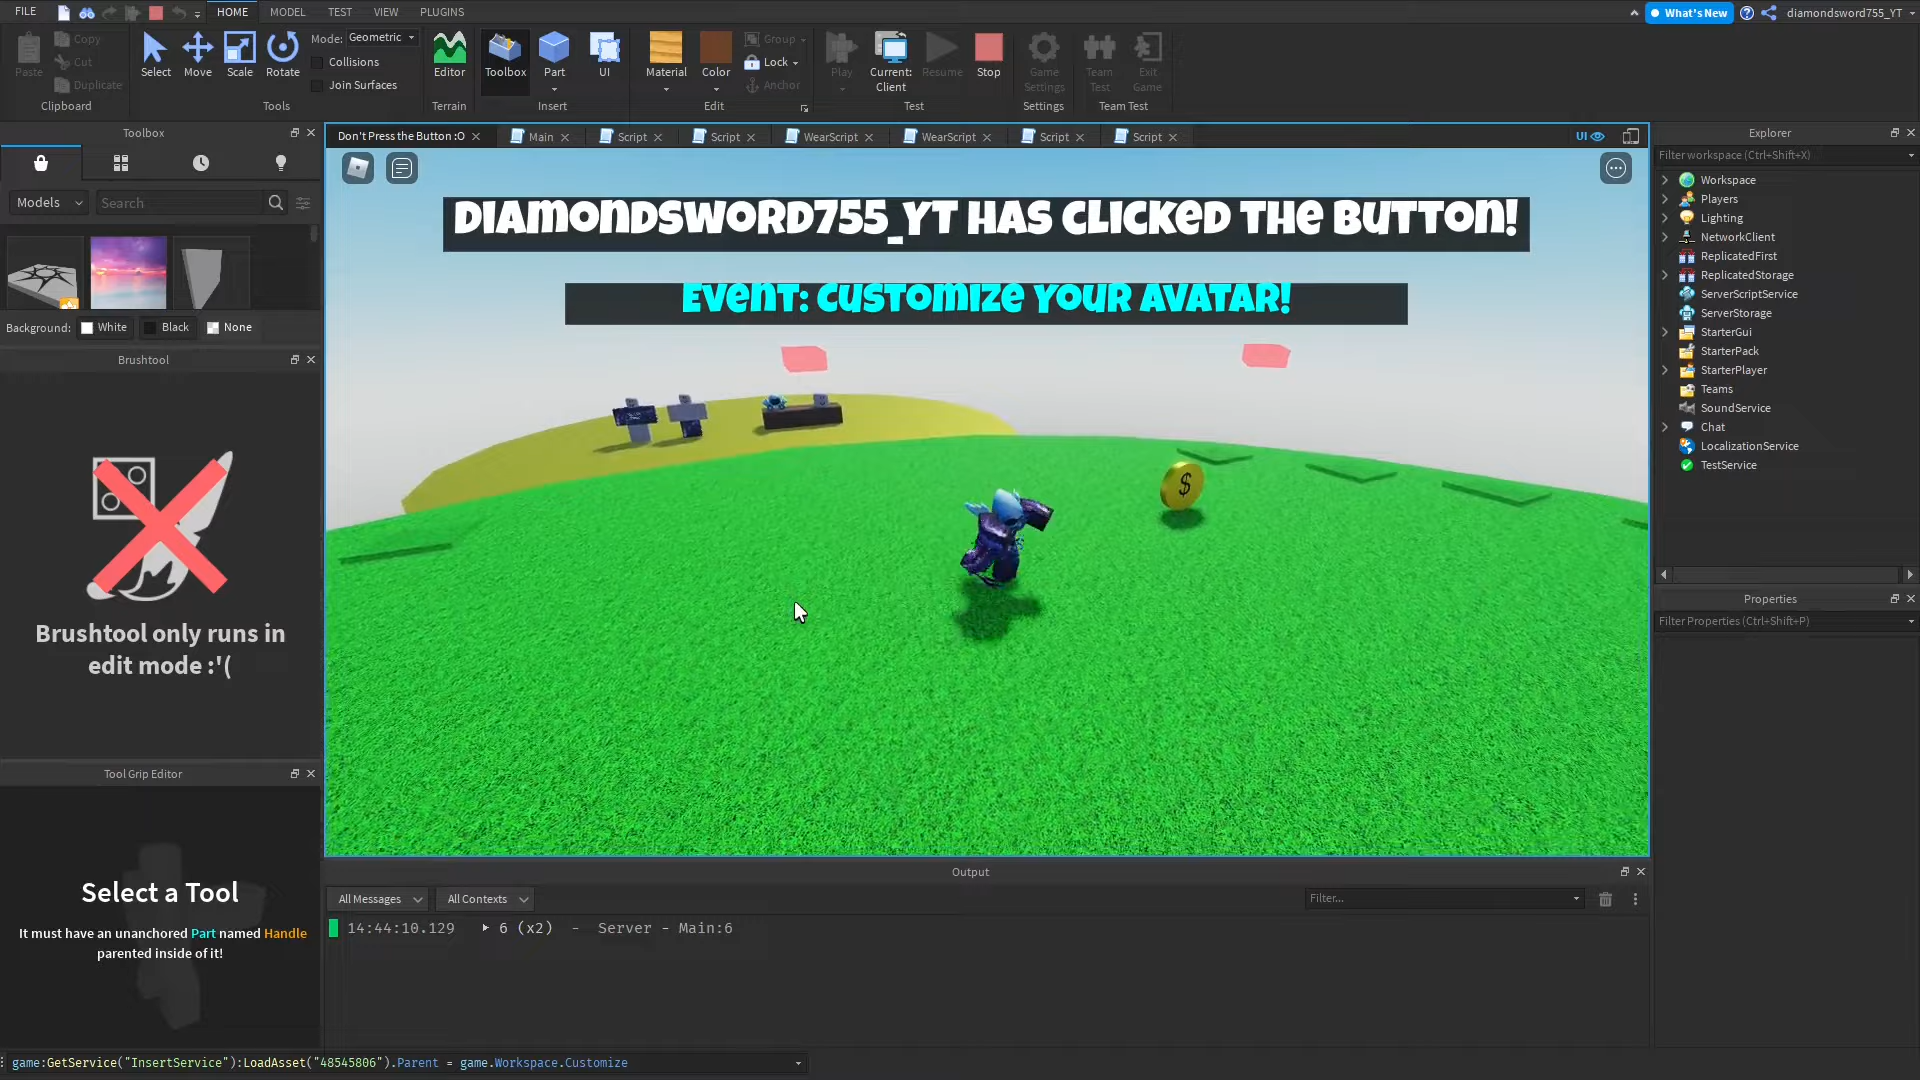 FILE HOME MODEL TEST VIEW PLUGINS What's New diamondsword755_YT
Paste Copy Cut Duplicate Clipboard
Select Move Scale Rotate Mode: Geometric Collisions Join Surfaces Tools
Editor Terrain
Toolbox Part UI Insert
Material Color Group Lock Anchor Edit
Play Current: Client Resume Stop Test
Game Settings Settings
Team Test Exit Game Team Test
Toolbox
Models Search
Background: White Black None
Brushtool
Brushtool only runs in
edit mode :'(
Tool Grip Editor
Select a Tool
It must have an unanchored Part named Handle
parented inside of it!
Don't Press the Button :O Main Script Script WearScript WearScript Script Script UI
DIAMONDSWORD755_YT HAS CLICKED THE BUTTON!
EVENT: CUSTOMIZE YOUR AVATAR!
$
Output
All Messages All Contexts Filter...
14:44:10.129 6 (x2) - Server - Main:6
game:GetService("InsertService"):LoadAsset("48545806").Parent = game.Workspace.Customize
Explorer
Filter workspace (Ctrl+Shift+X)
Workspace
Players
Lighting
NetworkClient
ReplicatedFirst
ReplicatedStorage
ServerScriptService
ServerStorage
StarterGui
StarterPack
StarterPlayer
Teams
SoundService
Chat
LocalizationService
TestService
Properties
Filter Properties (Ctrl+Shift+P)